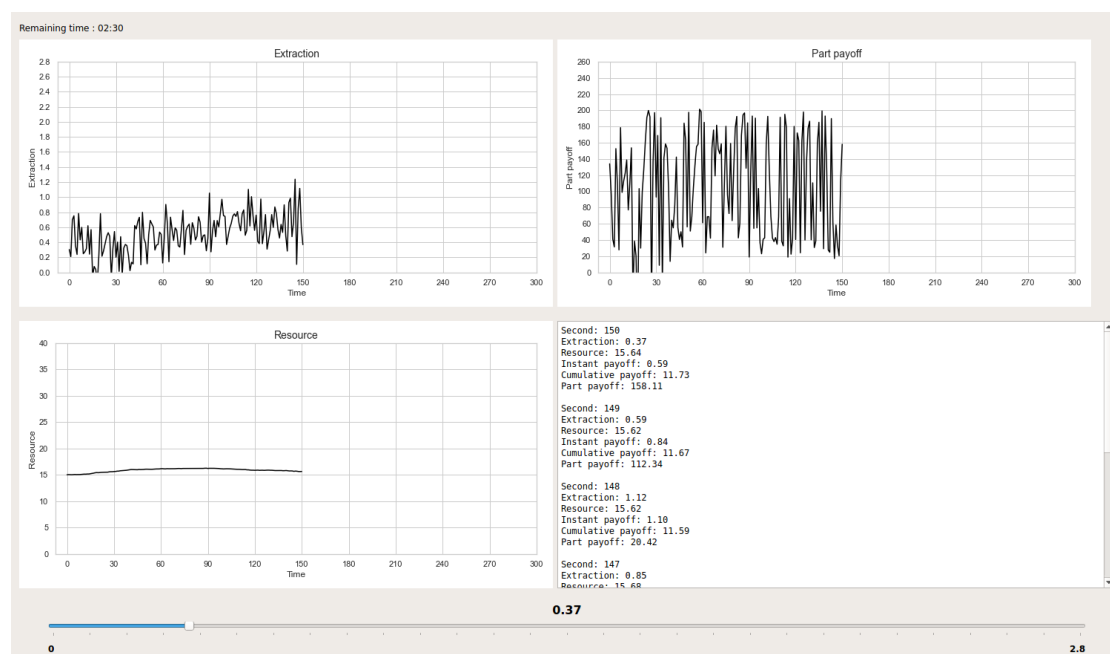 Remaining time : 02:30
Extraction
2.8
2.6
2.4
2.2
2.0
1.8
1.6
1.4
1.2
1.0
0.8
0.6
0.4
0.2
0.0
Extraction
0 30 60 90 120 150 180 210 240 270 300
Time
Part payoff
260
240
220
200
180
160
140
120
100
80
60
40
20
0
Part payoff
0 30 60 90 120 150 180 210 240 270 300
Time
Resource
40
35
30
25
20
15
10
5
0
Resource
0 30 60 90 120 150 180 210 240 270 300
Time
Second: 150
Extraction: 0.37
Resource: 15.64
Instant payoff: 0.59
Cumulative payoff: 11.73
Part payoff: 158.11
Second: 149
Extraction: 0.59
Resource: 15.62
Instant payoff: 0.84
Cumulative payoff: 11.67
Part payoff: 112.34
Second: 148
Extraction: 1.12
Resource: 15.62
Instant payoff: 1.10
Cumulative payoff: 11.59
Part payoff: 20.42
Second: 147
Extraction: 0.85
Resource: 15.68
0.37
0 2.8